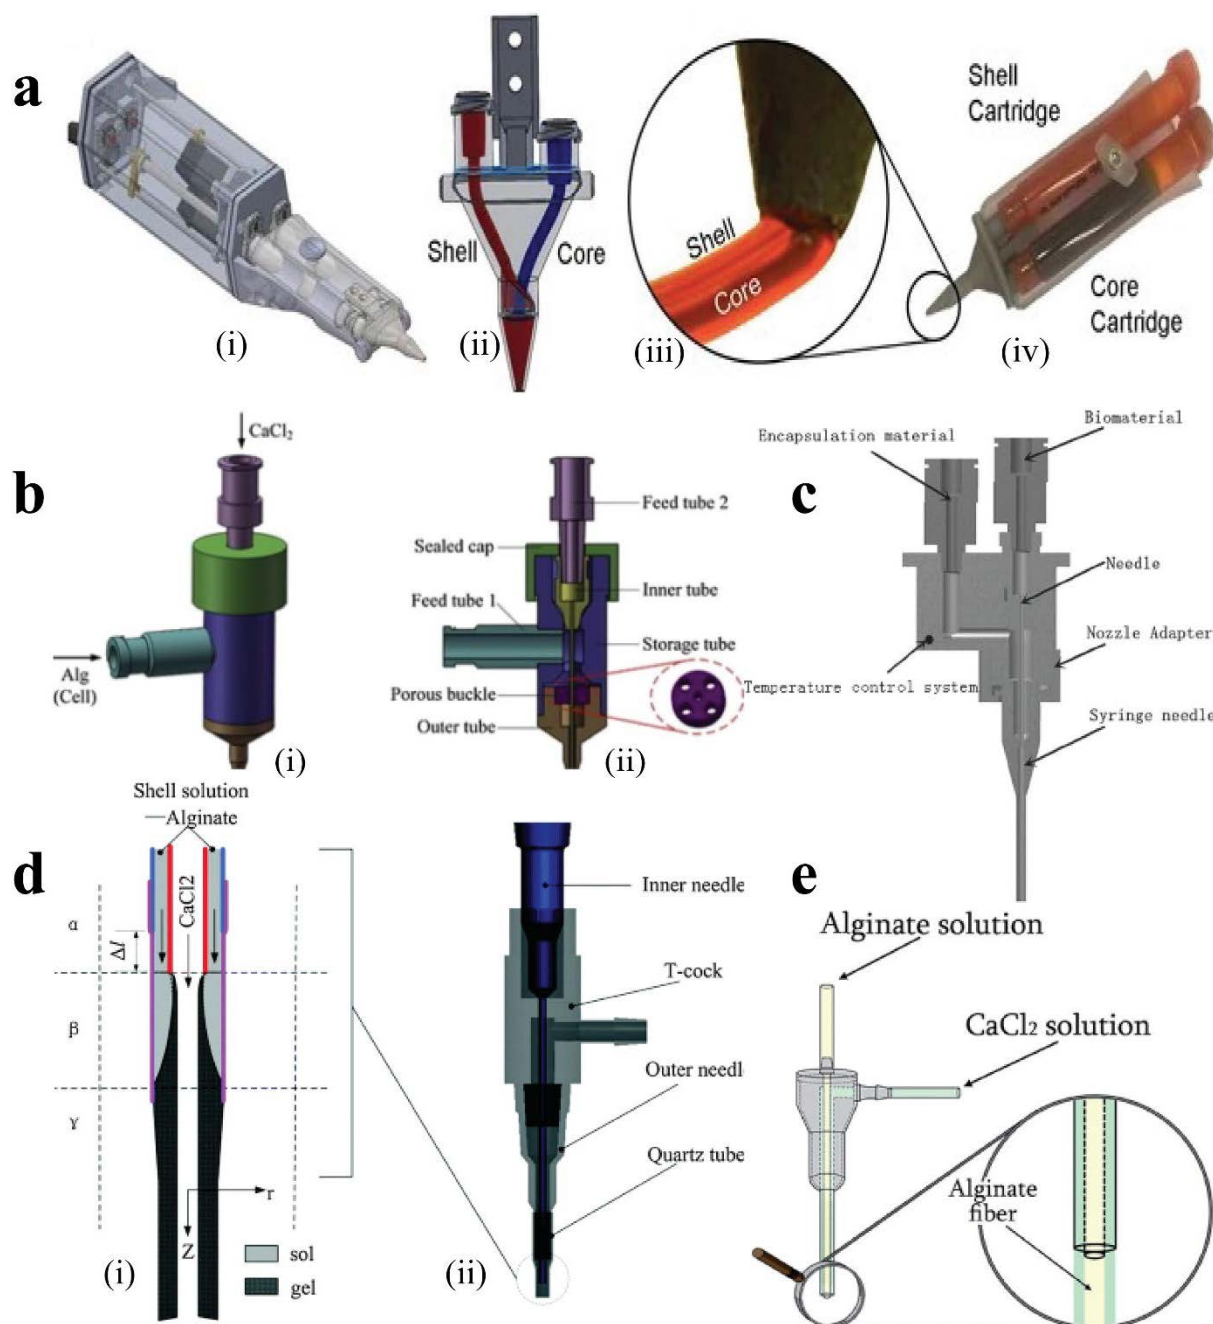 a
Shell
Core
Shell
Core
Shell
Cartridge
Core
Cartridge
(i)
(ii)
(iii)
(iv)
b
CaCl₂
Alg
(Cell)
(i)
Feed tube 2
Sealed cap
Inner tube
Feed tube 1
Storage tube
Porous buckle
Outer tube
(ii)
c
Encapsulation material
Biomaterial
Needle
Nozzle Adapter
Temperature control system
Syringe needle
d
Shell solution
Alginate
CaCl2
α
Δl
β
γ
r
Z
sol
gel
(i)
Inner needle
T-cock
Outer needl
Quartz tube
(ii)
e
Alginate solution
CaCl₂ solution
Alginate
fiber